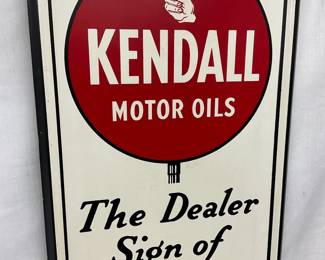 KENDALL
MOTOR OILS
The Dealer
Sign of